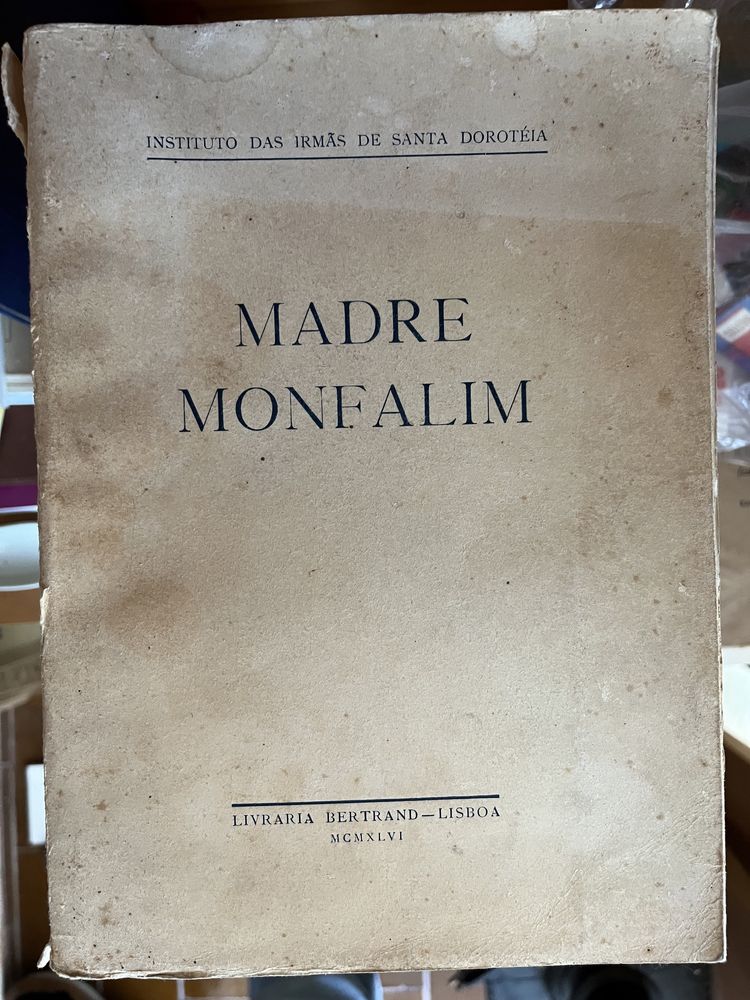 INSTITUTO DAS IRMÃS DE SANTA DOROTÉIA
MADRE
MONFALIM
LIVRARIA BERTRAND—LISBOA
MCMXLVI